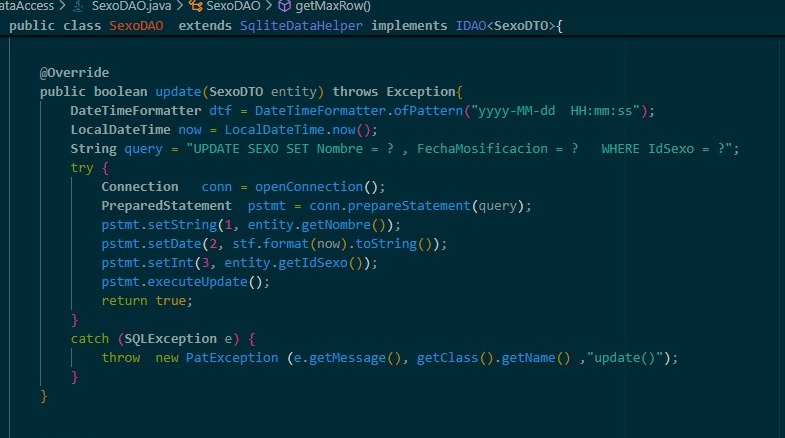 ataAccess > SexoDAO.java > SexoDAO > getMaxRow()
public class SexoDAO  extends SqliteDataHelper implements IDAO<SexoDTO>{
@Override
public boolean update(SexoDTO entity) throws Exception{
DateTimeFormatter dtf = DateTimeFormatter.ofPattern("yyyy-MM-dd  HH:mm:ss");
LocalDateTime now = LocalDateTime.now();
String query = "UPDATE SEXO SET Nombre = ? , FechaMosificacion = ?   WHERE IdSexo = ?";
try {
Connection   conn = openConnection();
PreparedStatement  pstmt = conn.prepareStatement(query);
pstmt.setString(1, entity.getNombre());
pstmt.setDate(2, stf.format(now).toString());
pstmt.setInt(3, entity.getIdSexo());
pstmt.executeUpdate();
return true;
}
catch (SQLException e) {
throw  new PatException (e.getMessage(), getClass().getName() ,"update()");
}
}